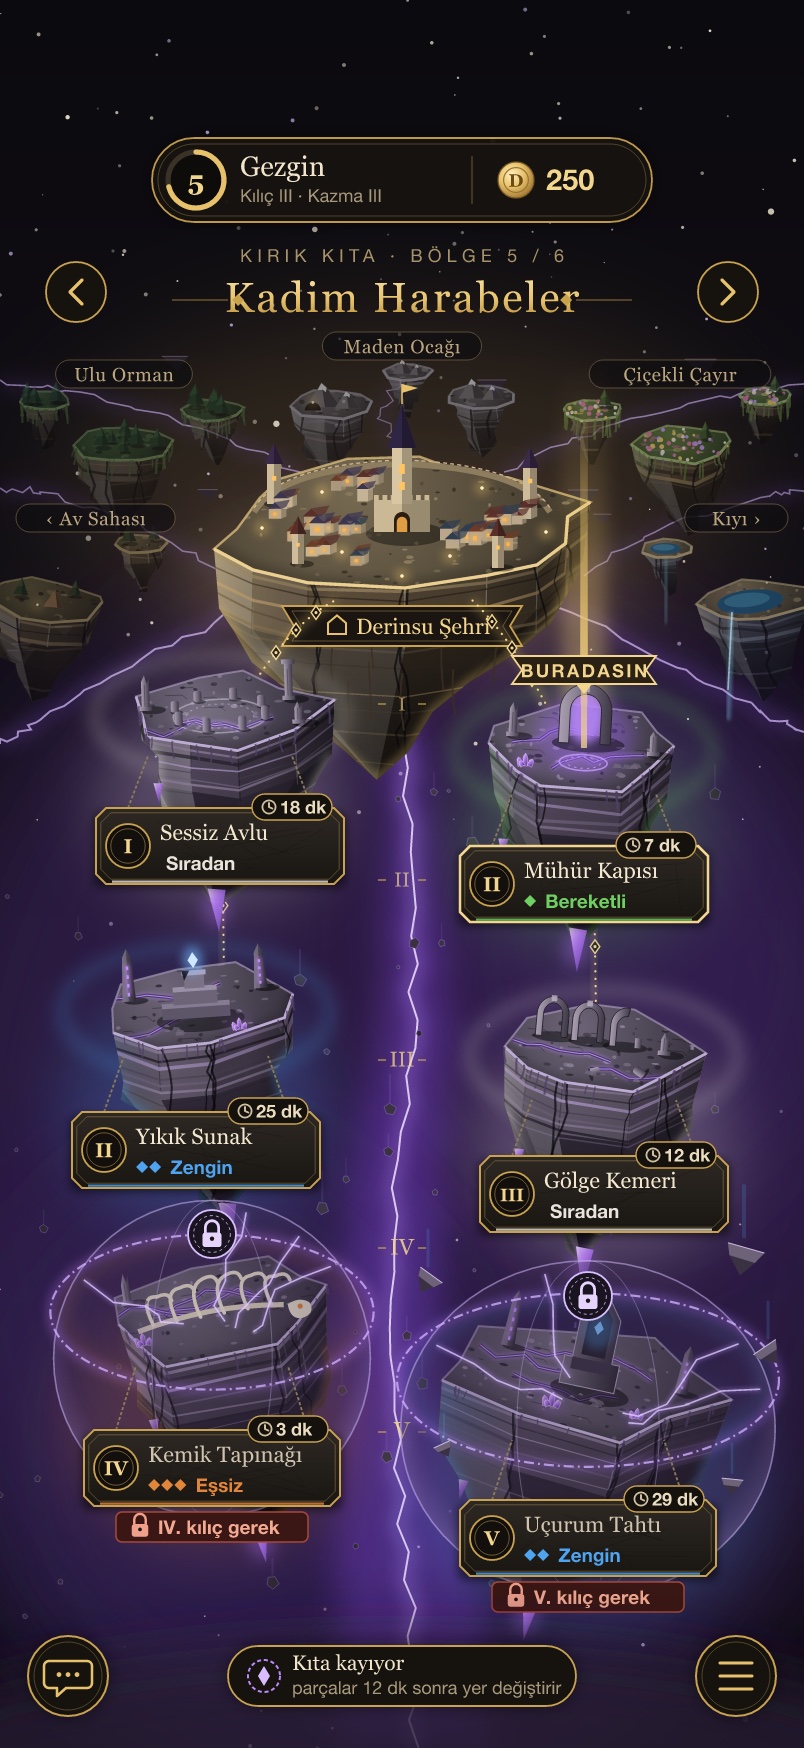 5
Gezgin
Kılıç III · Kazma III
D
250
KIRIK KITA · BÖLGE 5 / 6
Kadim Harabeler
Maden Ocağı
Ulu Orman
Çiçekli Çayır
‹ Av Sahası
Kıyı ›
Derinsu Şehri
BURADASIN
I
18 dk
I
Sessiz Avlu
Sıradan
7 dk
II
Mühür Kapısı
Bereketli
II
III
25 dk
II
Yıkık Sunak
Zengin
12 dk
III
Gölge Kemeri
Sıradan
IV
3 dk
IV
Kemik Tapınağı
Eşsiz
IV. kılıç gerek
V
29 dk
V
Uçurum Tahtı
Zengin
V. kılıç gerek
Kıta kayıyor
parçalar 12 dk sonra yer değiştirir